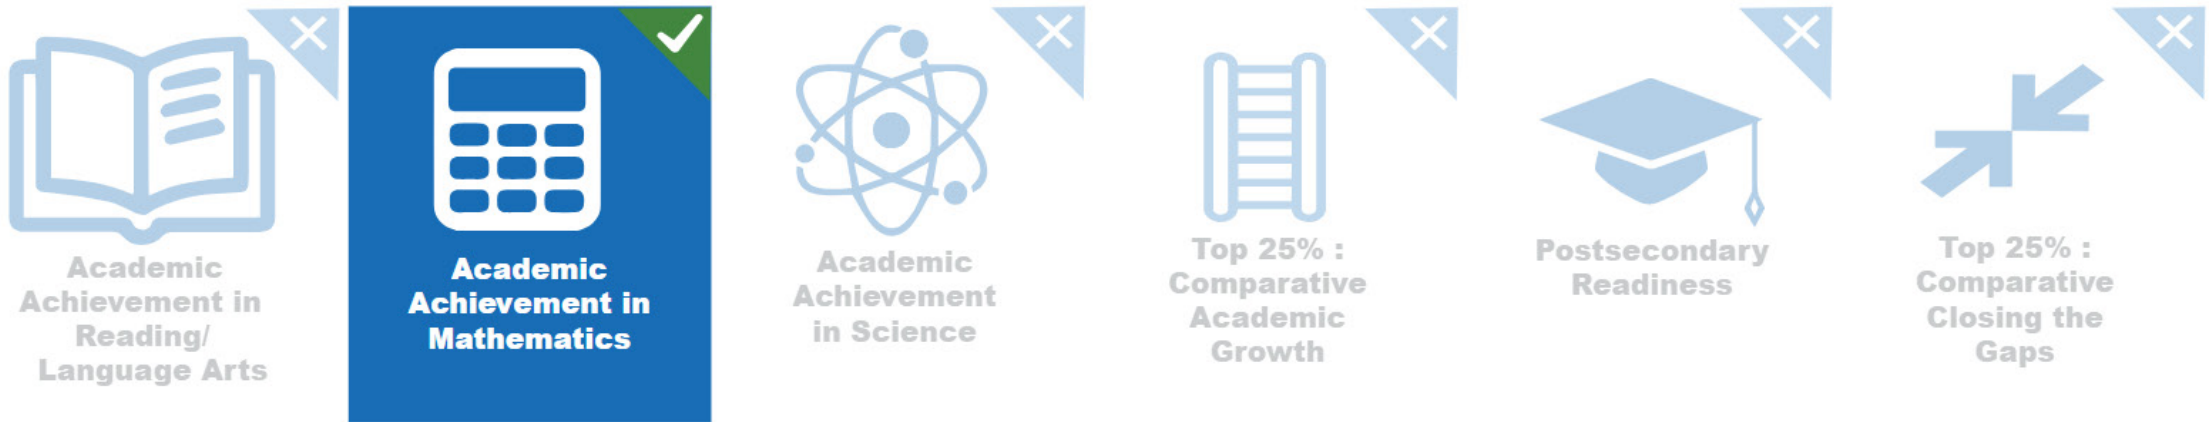 Academic
Achievement in
Reading/
Language Arts
Academic
Achievement in
Mathematics
Academic
Achievement
in Science
Top 25% :
Comparative
Academic
Growth
Postsecondary
Readiness
Top 25% :
Comparative
Closing the
Gaps